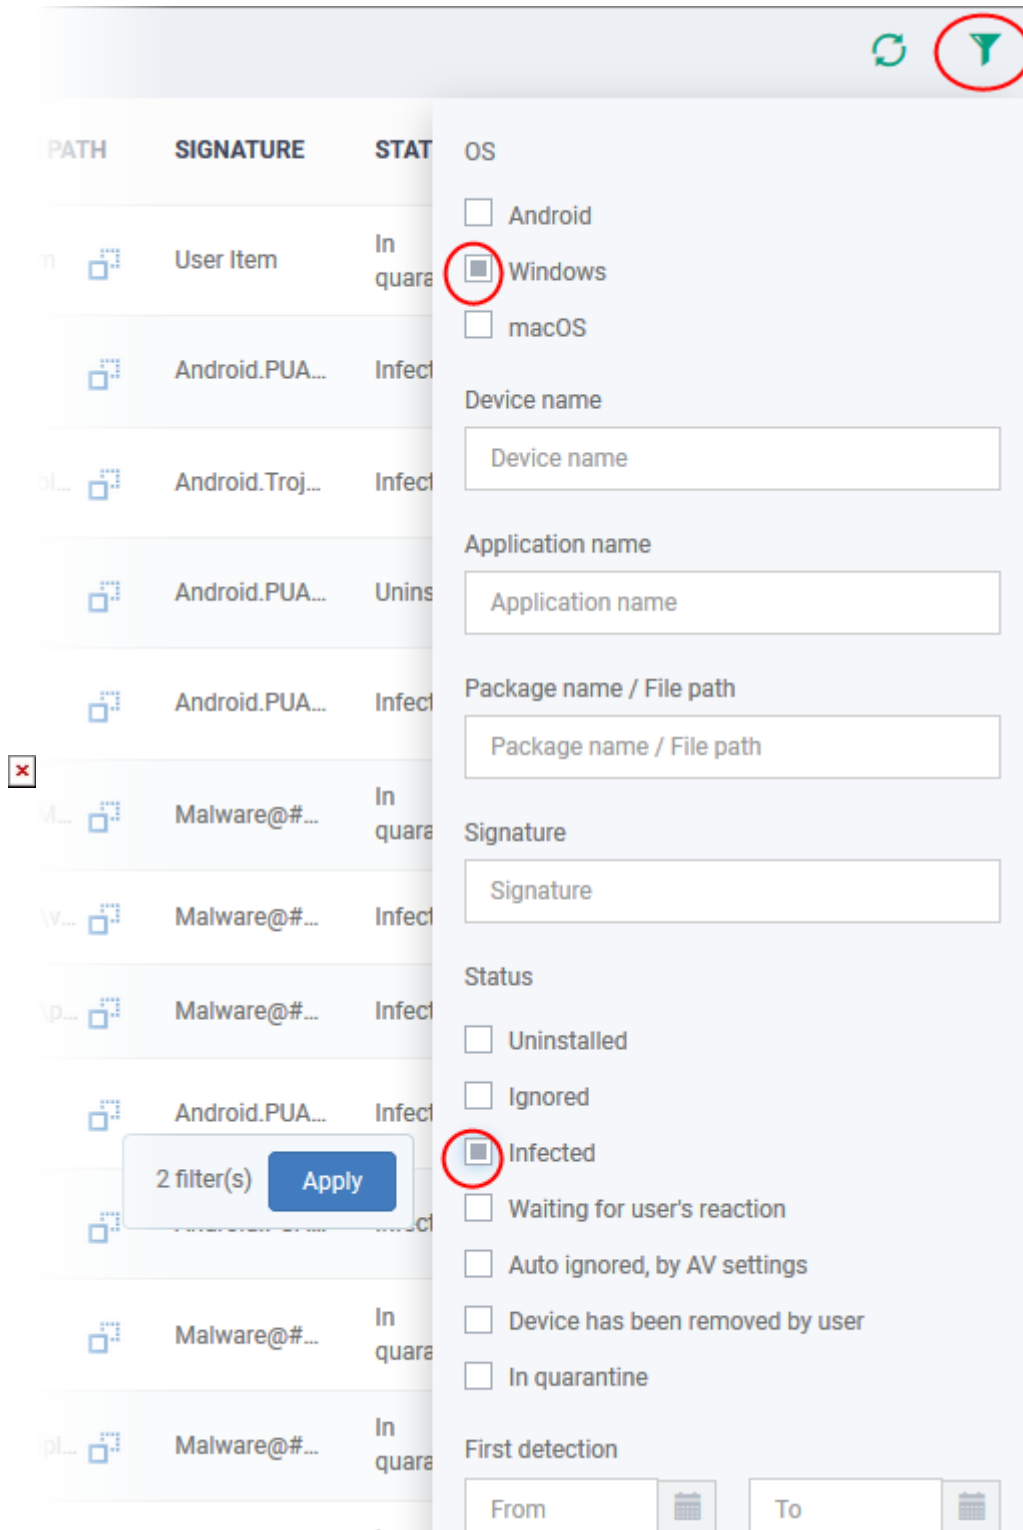 PATH SIGNATURE STAT
User Item In
quara
Android.PUA... Infect
Android.Troj... Infect
Android.PUA... Unins
Android.PUA... Infect
Malware@#... In
quara
Malware@#... Infect
Malware@#... Infect
Android.PUA... Infect
Malware@#... In
quara
Malware@#... In
quara
2 filter(s) Apply
OS
Android
Windows
macOS
Device name
Device name
Application name
Application name
Package name / File path
Package name / File path
Signature
Signature
Status
Uninstalled
Ignored
Infected
Waiting for user's reaction
Auto ignored, by AV settings
Device has been removed by user
In quarantine
First detection
From To